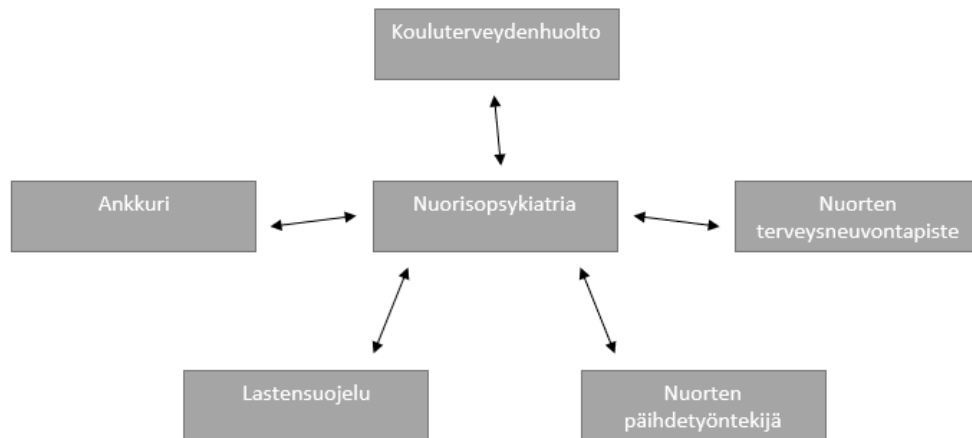 Kouluterveydenhuolto
Ankkuri
Nuorisopsykiatria
Nuorten
terveysneuvontapiste
Lastensuojelu
Nuorten
päihdetyöntekijä